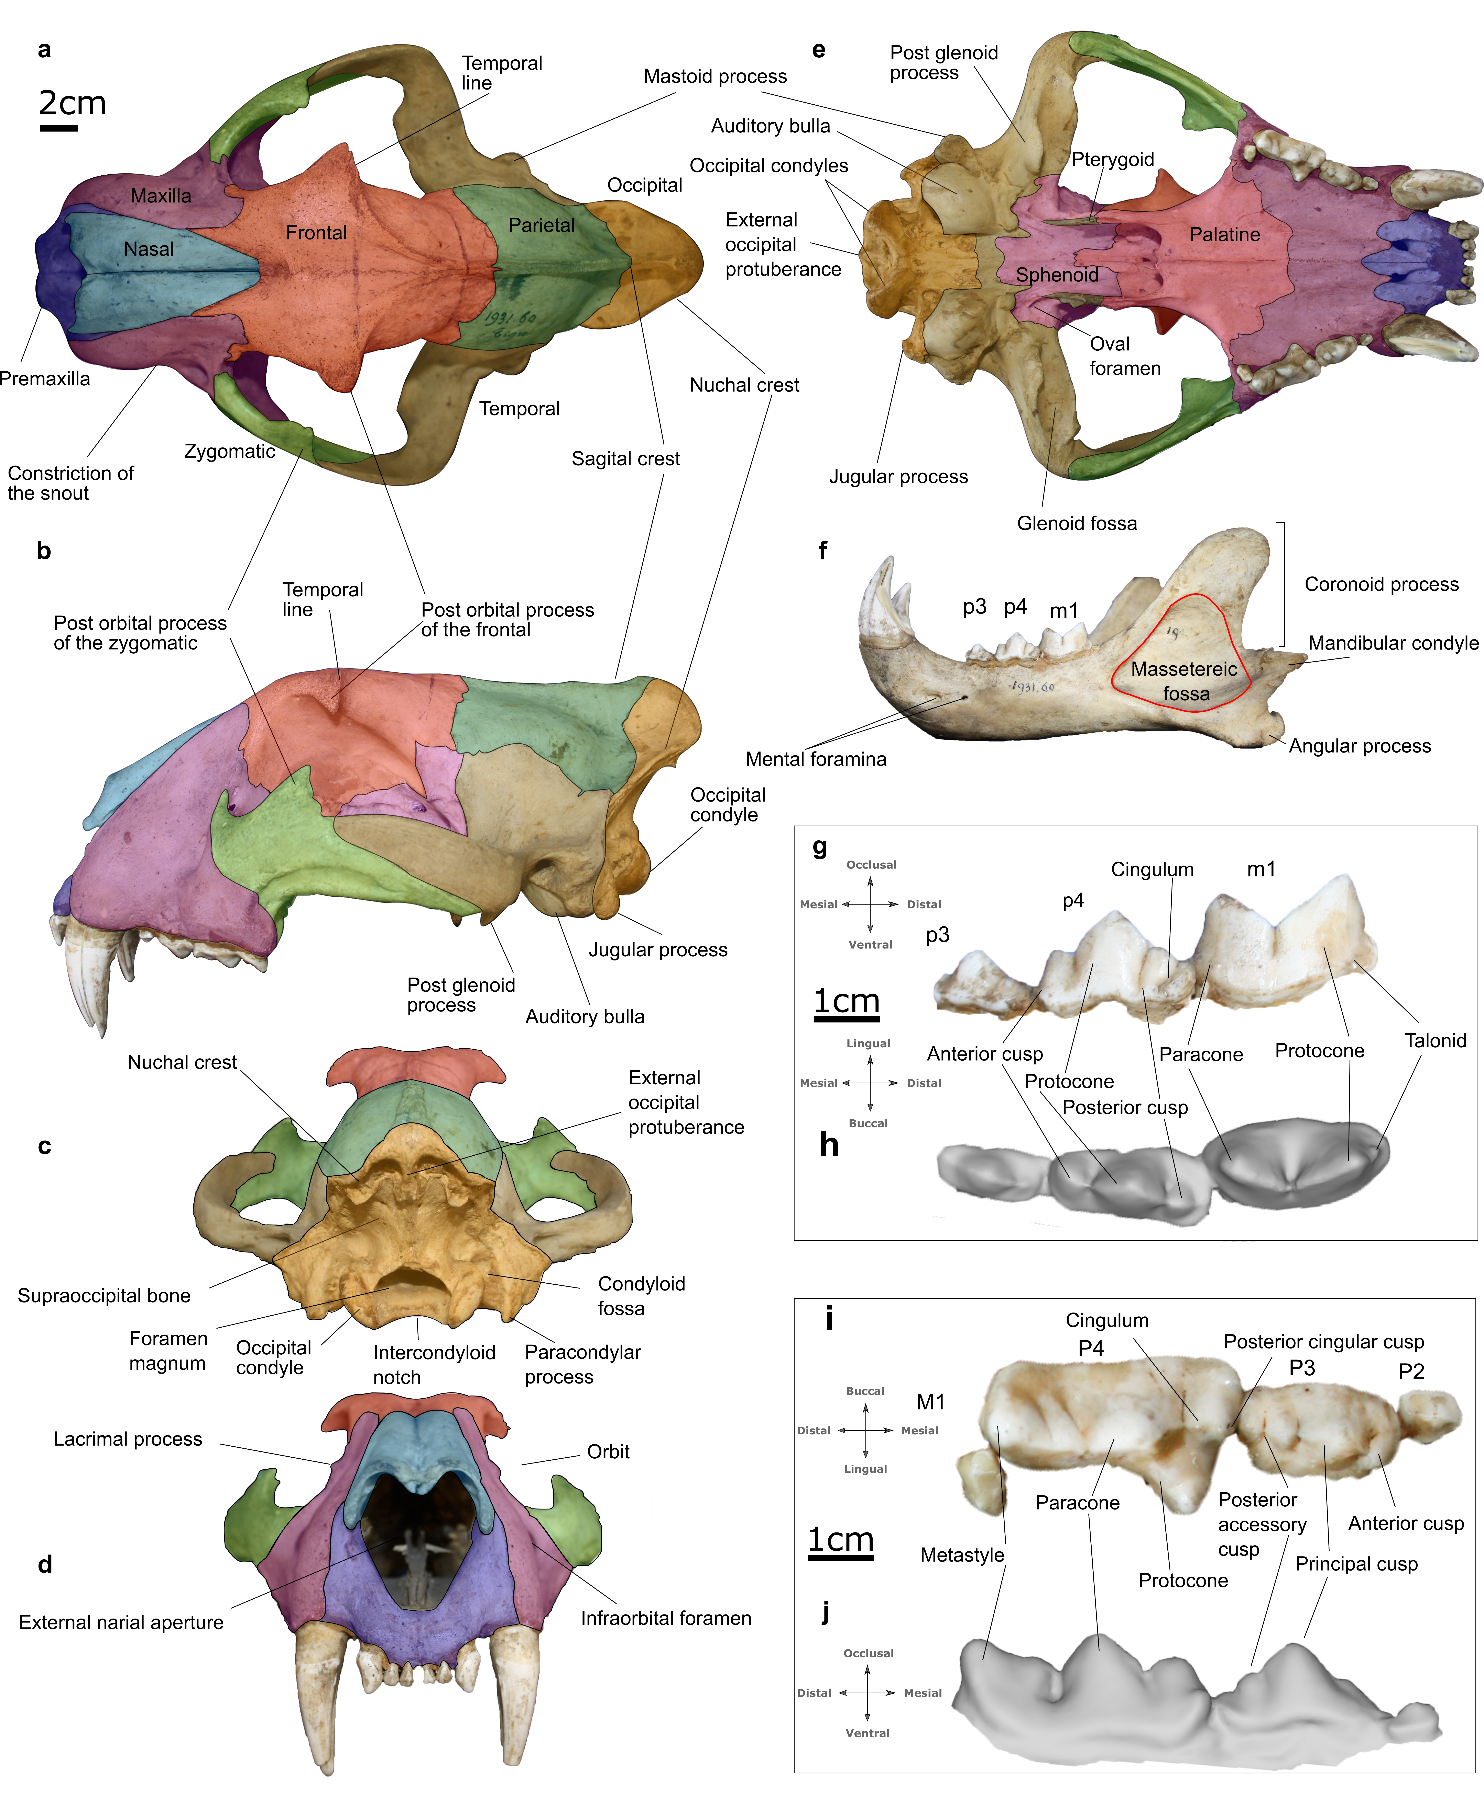 a
2cm
Temporal
line
Mastoid process
Maxilla
Nasal
Frontal
Parietal
Occipital
1931.60
Premaxilla
Constriction of
the snout
Zygomatic
Temporal
Sagital crest
Nuchal crest
e
Post glenoid
process
Auditory bulla
Occipital condyles
Pterygoid
External
occipital
protuberance
Palatine
Sphenoid
Oval
foramen
Jugular process
Glenoid fossa
b
Temporal
line
Post orbital process
of the zygomatic
Post orbital process
of the frontal
Occipital
condyle
Jugular process
Post glenoid
process
Auditory bulla
f
p3 p4 m1
Coronoid process
Mandibular condyle
19
Massetereic
fossa
1931.60
Mental foramina
Angular process
c
Nuchal crest
External
occipital
protuberance
Supraoccipital bone
Foramen
magnum
Occipital
condyle
Intercondyloid
notch
Paracondylar
process
Condyloid
fossa
d
Lacrimal process
Orbit
External narial aperture
Infraorbital foramen
g
Occlusal
Mesial
Distal
Ventral
p3
p4
Cingulum
m1
1cm
Lingual
Mesial
Distal
Buccal
Anterior cusp
Protocone
Posterior cusp
Paracone
Protocone
Talonid
h
i
Cingulum
P4
Posterior cingular cusp
P3
P2
M1
Buccal
Distal
Mesial
Lingual
1cm
Metastyle
Paracone
Protocone
Posterior
accessory
cusp
Anterior cusp
Principal cusp
j
Occlusal
Distal
Mesial
Ventral